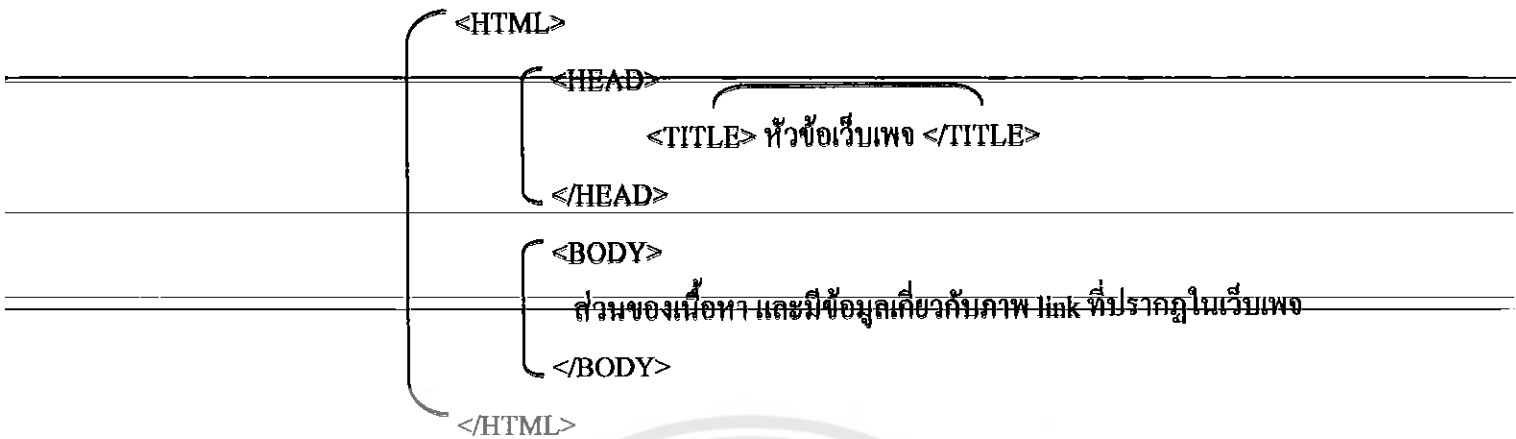 <HTML>
<HEAD>
<TITLE> หัวข้อเว็บเพจ </TITLE>
</HEAD>
<BODY>
ส่วนของเนื้อหา และมีข้อมูลเกี่ยวกับภาพ link ที่ปรากฏในเว็บเพจ
</BODY>
</HTML>